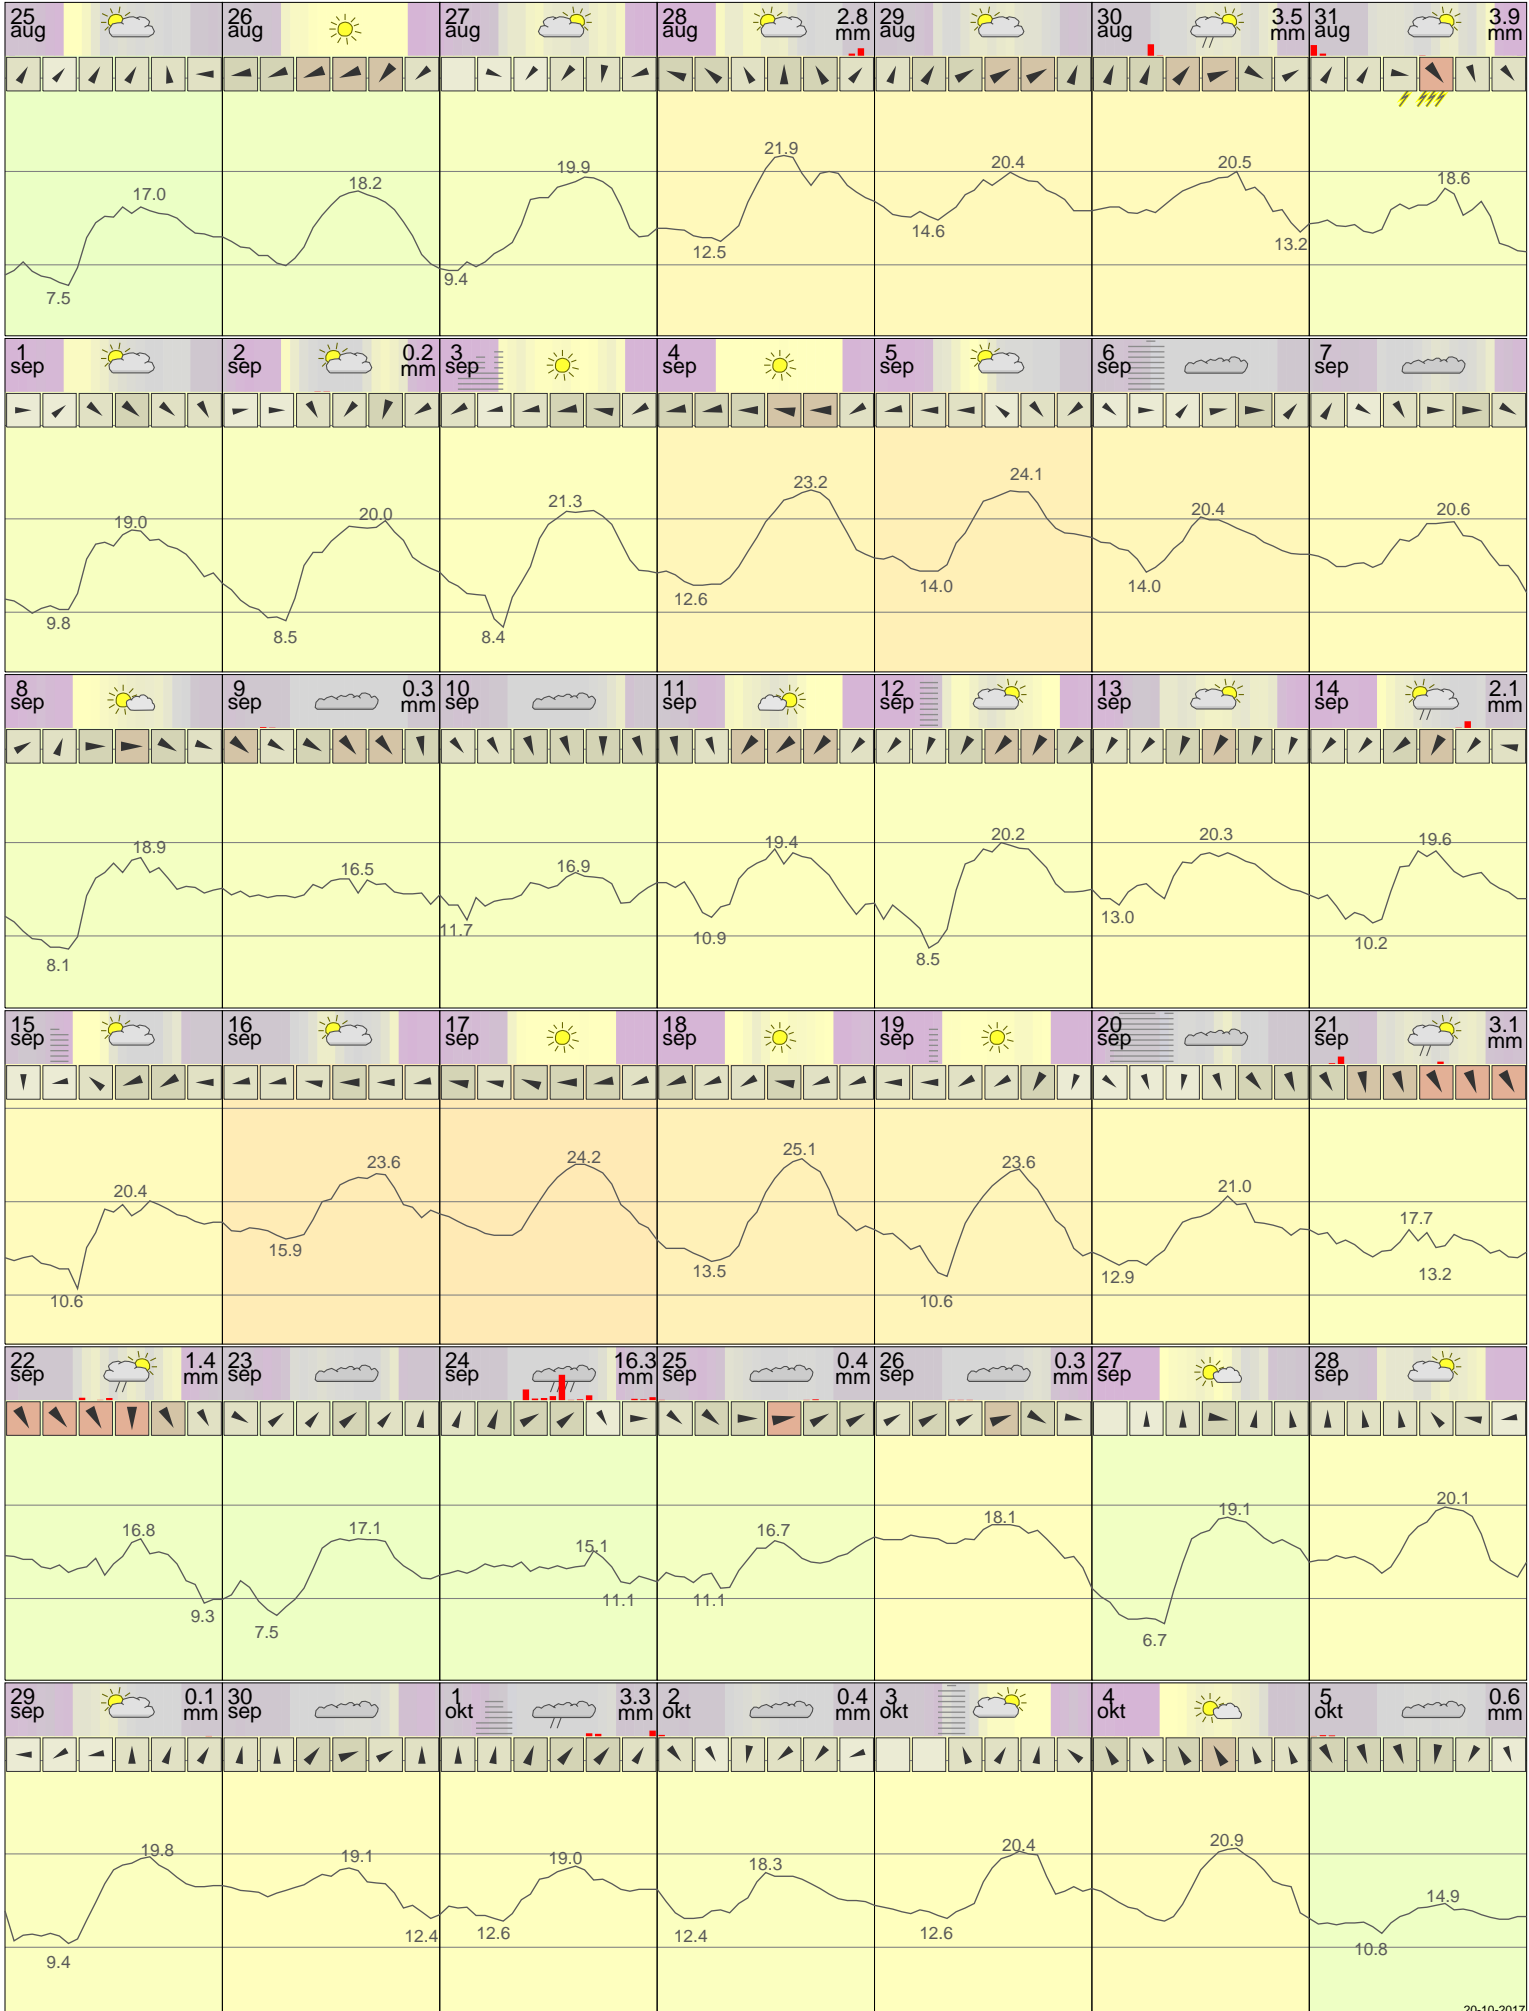 25 aug
26 aug
27 aug
28 aug 2.8 mm
29 aug
30 aug 3.5 mm
31 aug 3.9 mm
17.0 18.2 19.9 21.9 20.4 20.5 18.6
7.5 9.4 12.5 14.6 13.2
1 sep
2 sep 0.2 mm
3 sep
4 sep
5 sep
6 sep
7 sep
19.0 20.0 21.3 23.2 24.1 20.4 20.6
9.8 8.5 8.4 12.6 14.0 14.0
8 sep
9 sep 0.3 mm
10 sep
11 sep
12 sep
13 sep
14 sep 2.1 mm
18.9 16.5 16.9 19.4 20.2 20.3 19.6
8.1 11.7 10.9 8.5 13.0 10.2
15 sep
16 sep
17 sep
18 sep
19 sep
20 sep
21 sep 3.1 mm
20.4 23.6 24.2 25.1 23.6 21.0 17.7
10.6 15.9 13.5 10.6 12.9 13.2
22 sep 1.4 mm
23 sep
24 sep 16.3 mm
25 sep 0.4 mm
26 sep 0.3 mm
27 sep
28 sep
16.8 17.1 15.1 16.7 18.1 19.1 20.1
9.3 7.5 11.1 11.1 6.7
29 sep 0.1 mm
30 sep
1 okt 3.3 mm
2 okt 0.4 mm
3 okt
4 okt
5 okt 0.6 mm
19.8 19.1 19.0 18.3 20.4 20.9 14.9
9.4 12.4 12.6 12.4 12.6 10.8
20-10-2017